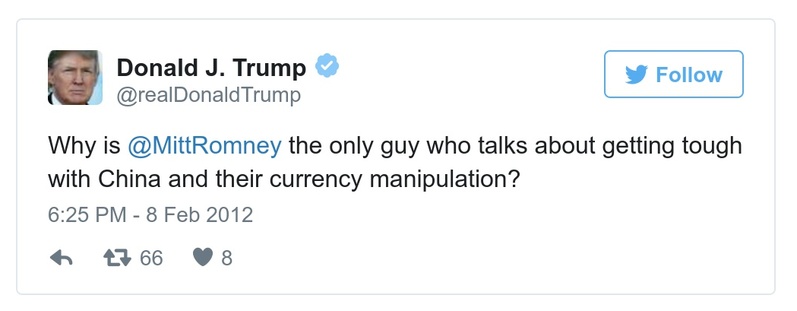 Donald J. Trump
@realDonaldTrump
Follow
Why is @MittRomney the only guy who talks about getting tough
with China and their currency manipulation?
6:25 PM - 8 Feb 2012
66 8